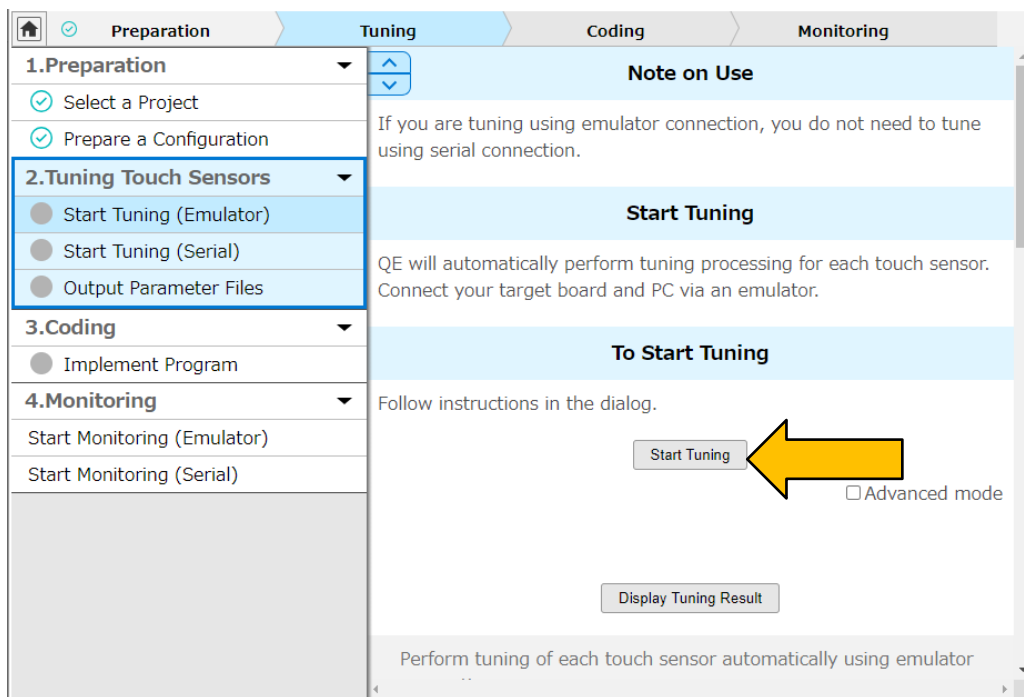 Preparation
Tuning
Coding
Monitoring
1.Preparation
Select a Project
Prepare a Configuration
2.Tuning Touch Sensors
Start Tuning (Emulator)
Start Tuning (Serial)
Output Parameter Files
3.Coding
Implement Program
4.Monitoring
Start Monitoring (Emulator)
Start Monitoring (Serial)
Note on Use
If you are tuning using emulator connection, you do not need to tune
using serial connection.
Start Tuning
QE will automatically perform tuning processing for each touch sensor.
Connect your target board and PC via an emulator.
To Start Tuning
Follow instructions in the dialog.
Start Tuning
Advanced mode
Display Tuning Result
Perform tuning of each touch sensor automatically using emulator